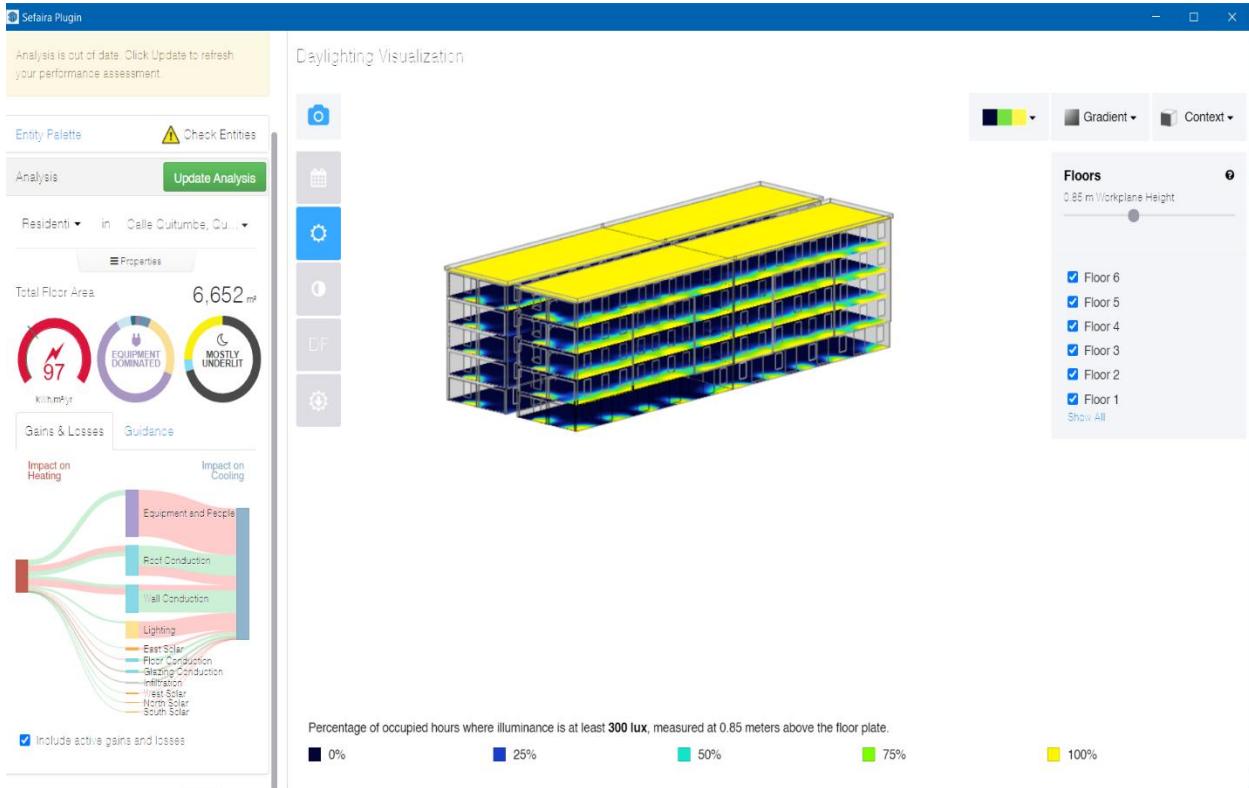 Sefaira Plugin
Analysis is out of date. Click Update to refresh
your performance assessment.
Entity Palette
Check Entities
Analysis
Update Analysis
Residenti
in
Calle Quitumbe, Qu...
Properties
Total Floor Area
6,652 m²
97
kWh/m²/yr
EQUIPMENT
DOMINATED
MOSTLY
UNDERLIT
Gains & Losses
Guidance
Impact on
Heating
Impact on
Cooling
Equipment and People
Roof Conduction
Wall Conduction
Lighting
East Solar
Floor Conduction
Glazing Conduction
Infiltration
West Solar
North Solar
South Solar
Include active gains and losses
Daylighting Visualization
DF
Gradient
Context
Floors
0.85 m Workplane Height
Floor 6
Floor 5
Floor 4
Floor 3
Floor 2
Floor 1
Show All
Percentage of occupied hours where illuminance is at least 300 lux, measured at 0.85 meters above the floor plate.
0%
25%
50%
75%
100%